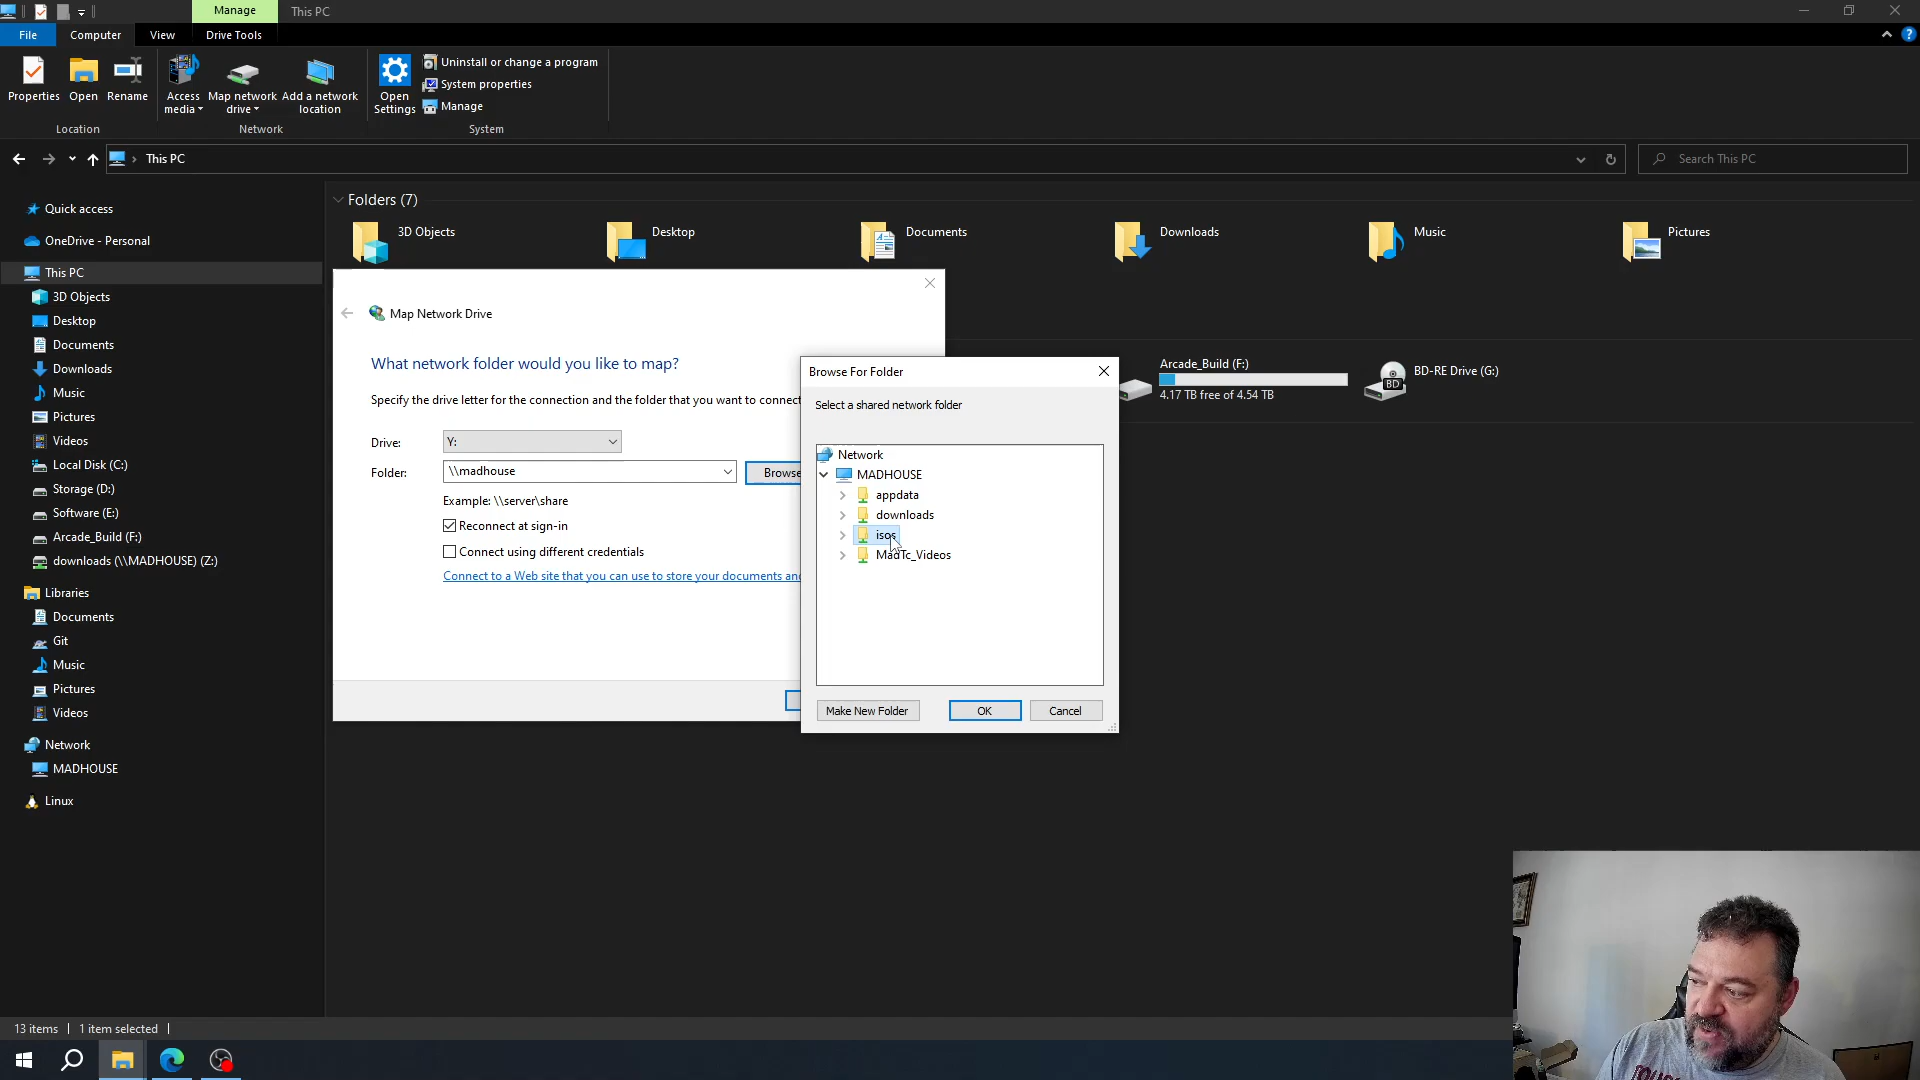 Manage
This PC
File
Computer
View
Drive Tools
Properties
Open
Rename
Access media
Map network drive
Add a network location
Open Settings
Uninstall or change a program
System properties
Manage
Location
Network
System
This PC
Search This PC
Quick access
OneDrive - Personal
This PC
3D Objects
Desktop
Documents
Downloads
Music
Pictures
Videos
Local Disk (C:)
Storage (D:)
Software (E:)
Arcade_Build (F:)
downloads (\\MADHOUSE) (Z:)
Libraries
Documents
Git
Music
Pictures
Videos
Network
MADHOUSE
Linux
Folders (7)
3D Objects
Desktop
Documents
Downloads
Music
Pictures
Arcade_Build (F:)
4.17 TB free of 4.54 TB
BD
BD-RE Drive (G:)
Map Network Drive
What network folder would you like to map?
Specify the drive letter for the connection and the folder that you want to connect
Drive:
Y:
Folder:
\\madhouse
Browse
Example: \\server\share
Reconnect at sign-in
Connect using different credentials
Connect to a Web site that you can use to store your documents and
Browse For Folder
Select a shared network folder
Network
MADHOUSE
appdata
downloads
isos
MadTc_Videos
Make New Folder
OK
Cancel
13 items
1 item selected